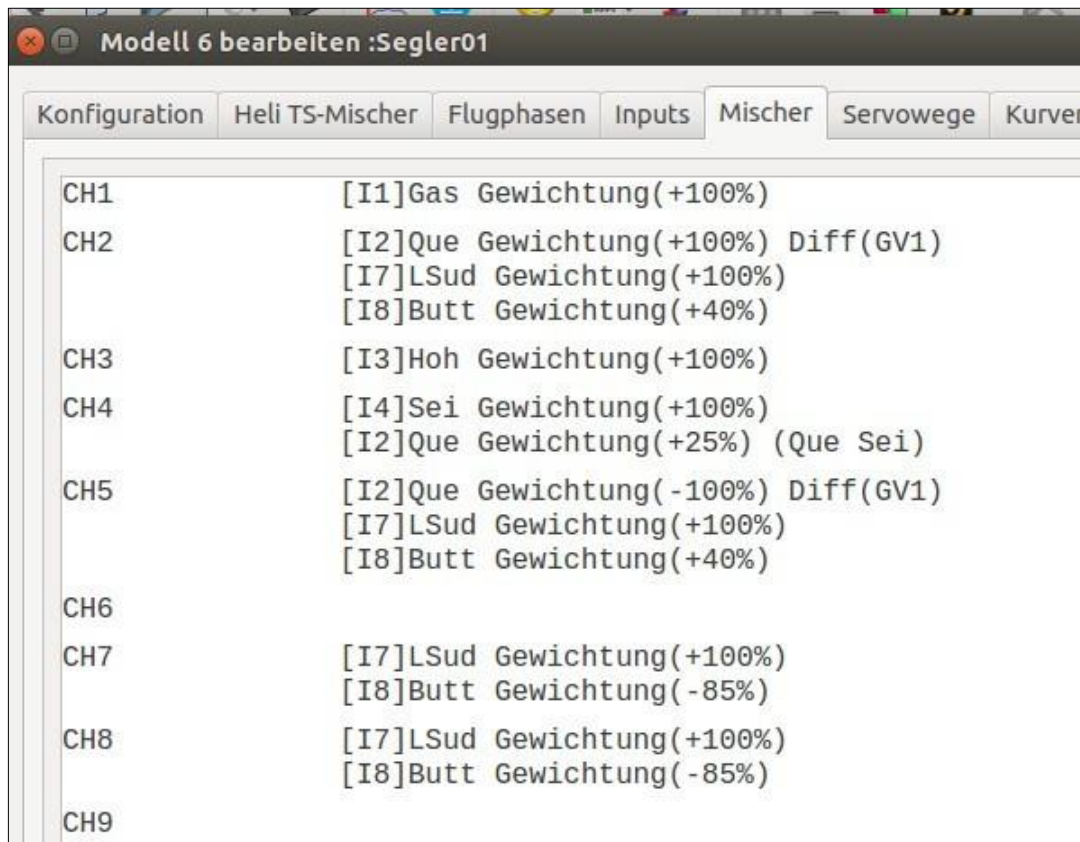 Modell 6 bearbeiten :Segler01
Konfiguration Heli TS-Mischer Flugphasen Inputs Mischer Servowege
CH1 [I1]Gas Gewichtung(+100%)
CH2 [I2]Que Gewichtung(+100%) Diff(GV1)
[I7]LSud Gewichtung(+100%)
[I8]Butt Gewichtung(+40%)
CH3 [I3]Hoh Gewichtung(+100%)
CH4 [I4]Sei Gewichtung(+100%)
[I2]Que Gewichtung(+25%) (Que Sei)
CH5 [I2]Que Gewichtung(-100%) Diff(GV1)
[I7]LSud Gewichtung(+100%)
[I8]Butt Gewichtung(+40%)
CH6
CH7 [I7]LSud Gewichtung(+100%)
[I8]Butt Gewichtung(-85%)
CH8 [I7]LSud Gewichtung(+100%)
[I8]Butt Gewichtung(-85%)
CH9